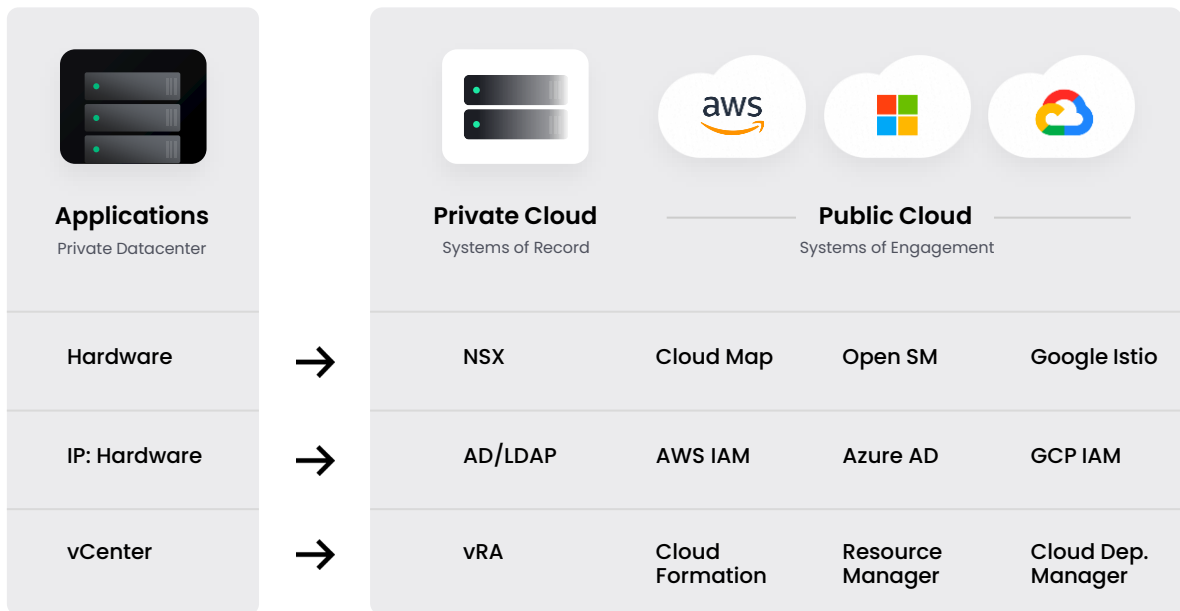 aws
Applications
Private Datacenter
Private Cloud
Systems of Record
Public Cloud
Systems of Engagement
Hardware
NSX
Cloud Map
Open SM
Google Istio
IP: Hardware
AD/LDAP
AWS IAM
Azure AD
GCP IAM
vCenter
vRA
Cloud
Formation
Resource
Manager
Cloud Dep.
Manager